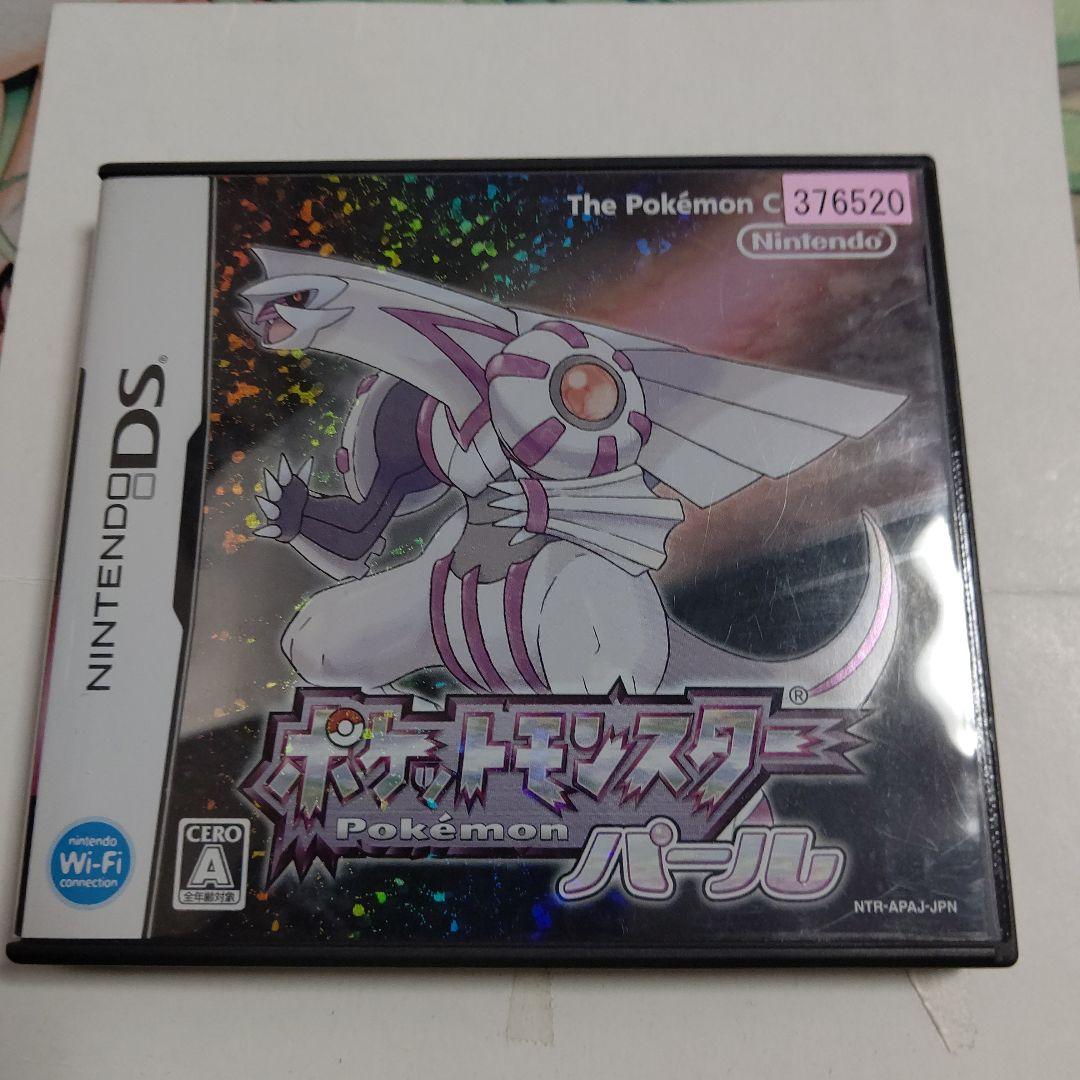 The Pokémon C
376520
Nintendo
NINTENDO DS
®
ポケットモンスター
®
Pokémon
パール
nintendo
Wi-Fi
connection
CERO
A
全年齢対象
NTR-APAJ-JPN